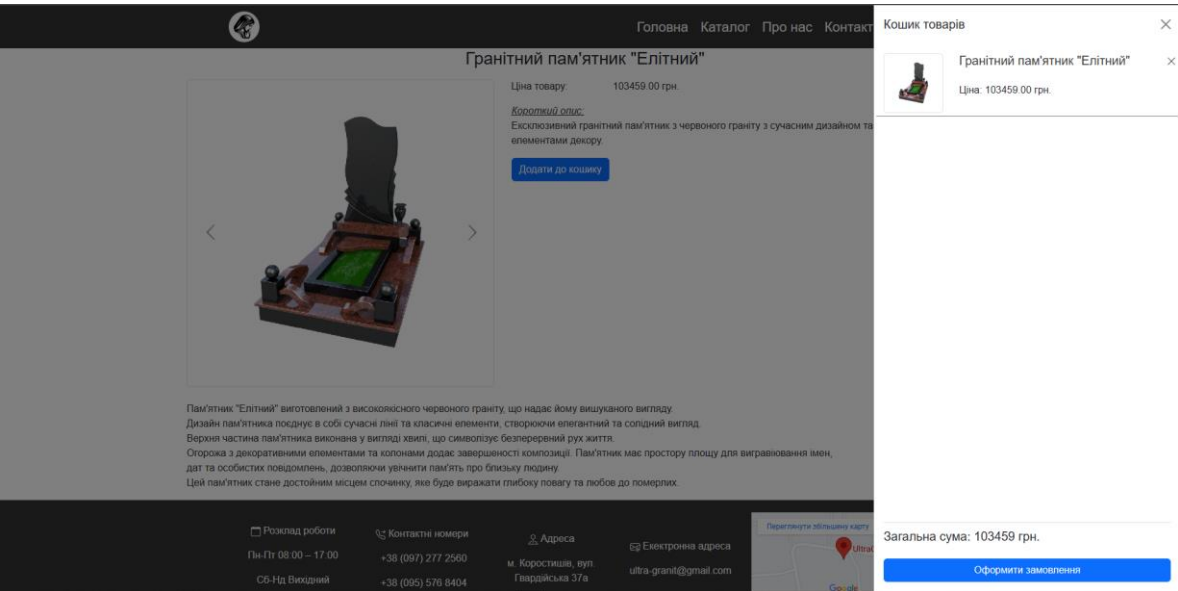 Головна Каталог Про нас Контакт
Кошик товарів
Гранітний пам'ятник "Елітний"
Ціна: 103459.00 грн.
Гранітний пам'ятник "Елітний"
Ціна товару: 103459.00 грн.
Короткий опис:
Ексклюзивний гранітний пам'ятник з червоного граніту з сучасним дизайном та
елементами декору.
Додати до кошику
Пам'ятник "Елітний" виготовлений з високоякісного червоного граніту, що надає йому вишуканого вигляду.
Дизайн пам'ятника поєднує в собі сучасні лінії та класичні елементи, створюючи елегантний та солідний вигляд.
Верхня частина пам'ятника виконана у вигляді хвилі, що символізує безперервний рух життя.
Огорожа з декоративними елементами та колонами додає завершеності композиції. Пам'ятник має простору площу для вигравіювання імен,
дат та особистих повідомлень, дозволяючи увічнити пам'ять про близьку людину.
Цей пам'ятник стане достойним місцем спочинку, яке буде виражати глибоку повагу та любов до померлих.
Розклад роботи
Пн-Пт 08:00 – 17:00
Сб-Нд Вихідний
Контактні номери
+38 (097) 277 2560
+38 (095) 576 8404
Адреса
м. Коростишів, вул.
Гвардійська 37а
Електронна адреса
ultra-granit@gmail.com
Переглянути збільшену карту
Google
Загальна сума: 103459 грн.
Оформити замовлення